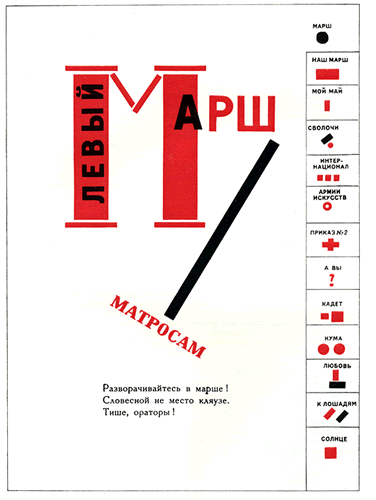 ЛЕВЫЙ
МАРШ
МАТРОСАМ
Разворачивайтесь в марше!
Словесной не место кляузе.
Тише, ораторы!
МАРШ
НАШ МАРШ
МОЙ МАЙ
СВОЛОЧИ
ИНТЕР-
НАЦИОНАЛ
АРМИИ
ИСКУССТВ
ПРИКАЗ №2
А ВЫ
?
КАДЕТ
КУМА
ЛЮБОВЬ
К ЛОШАДЯМ
СОЛНЦЕ